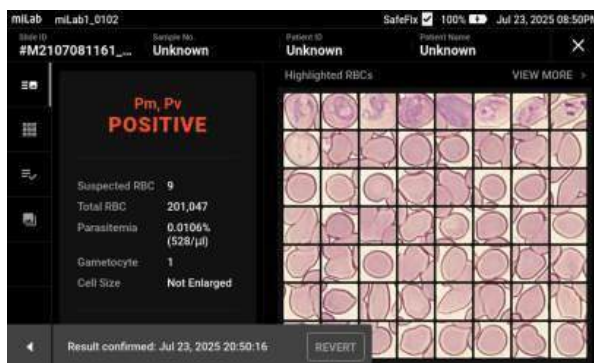 miLab miLab1_0102 SafeFix 100% Jul 23, 2025 08:50PM
Slide ID Sample No. Patient ID Patient Name
#M2107081161_... Unknown Unknown Unknown
Highlighted RBCs VIEW MORE >
Pm, Pv
POSITIVE
Suspected RBC 9
Total RBC 201,047
Parasitemia 0.0106%
(528/µl)
Gametocyte 1
Cell Size Not Enlarged
Result confirmed: Jul 23, 2025 20:50:16 REVERT